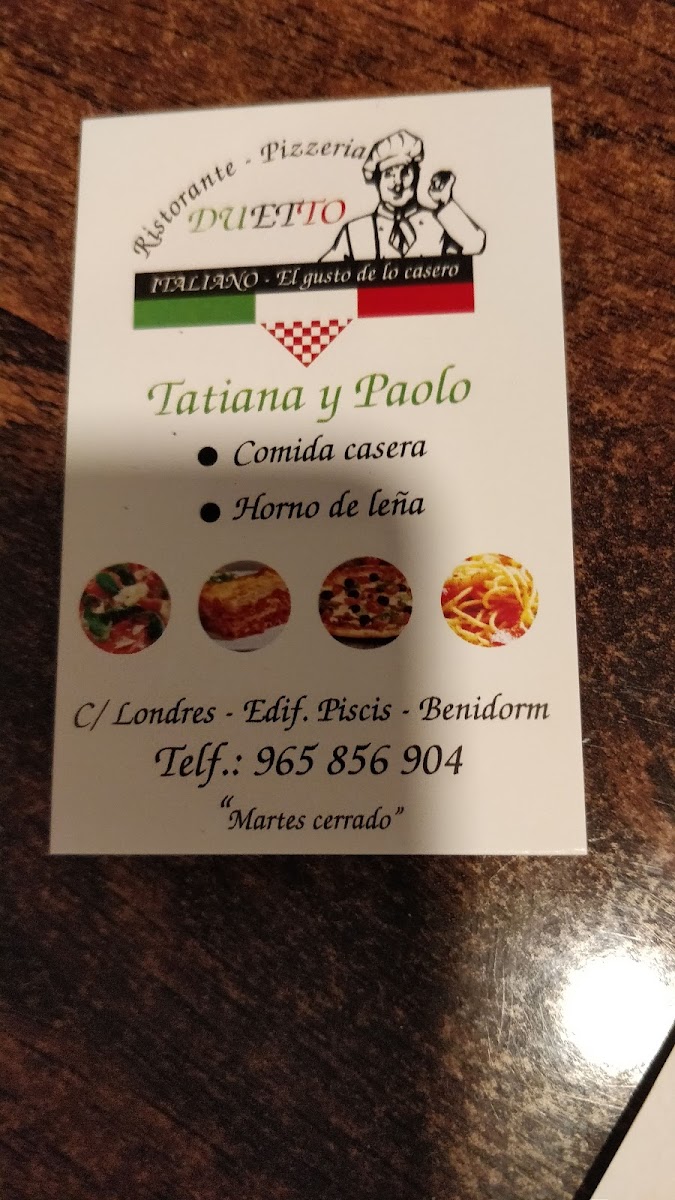 Ristorante - Pizzeria
DUETTO
ITALIANO - El gusto de lo casero
Tatiana y Paolo
● Comida casera
● Horno de leña
C/ Londres - Edif. Piscis - Benidorm
Telf.: 965 856 904
“Martes cerrado”